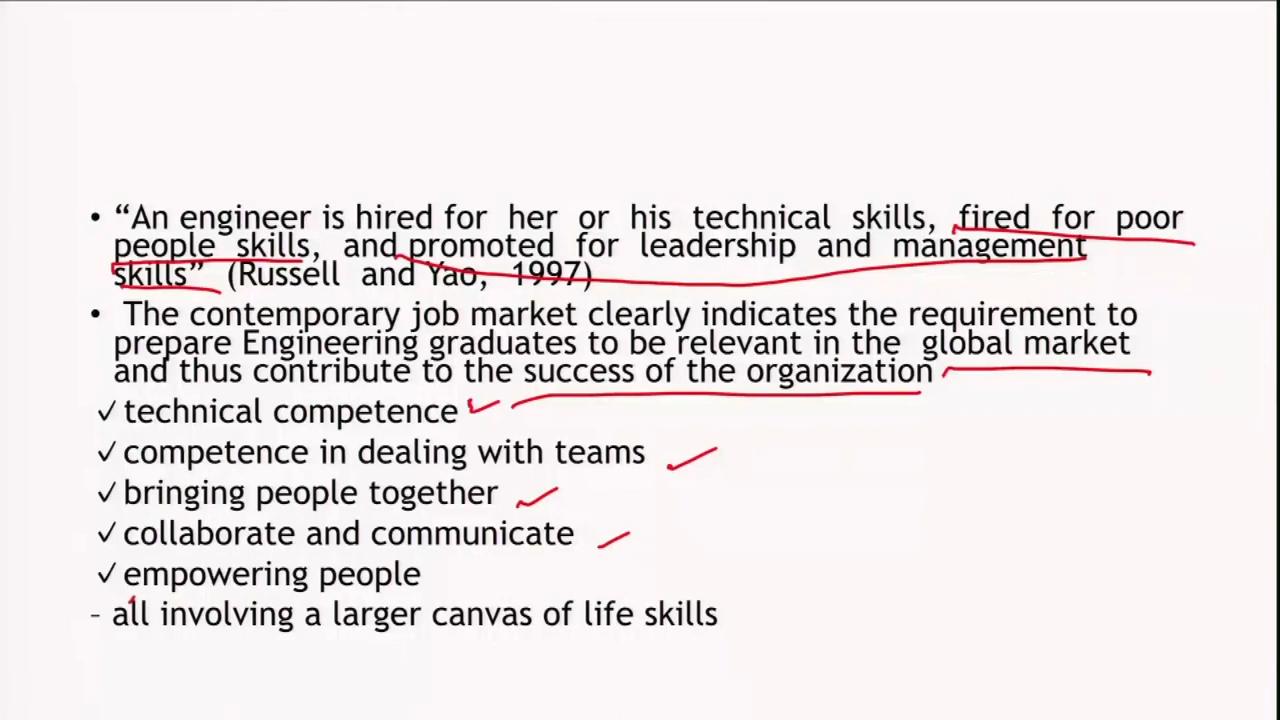 • “An engineer is hired for her or his technical skills, fired for poor
people skills, and promoted for leadership and management
skills” (Russell and Yao, 1997)
• The contemporary job market clearly indicates the requirement to
prepare Engineering graduates to be relevant in the global market
and thus contribute to the success of the organization
✓ technical competence
✓ competence in dealing with teams
✓ bringing people together
✓ collaborate and communicate
✓ empowering people
– all involving a larger canvas of life skills